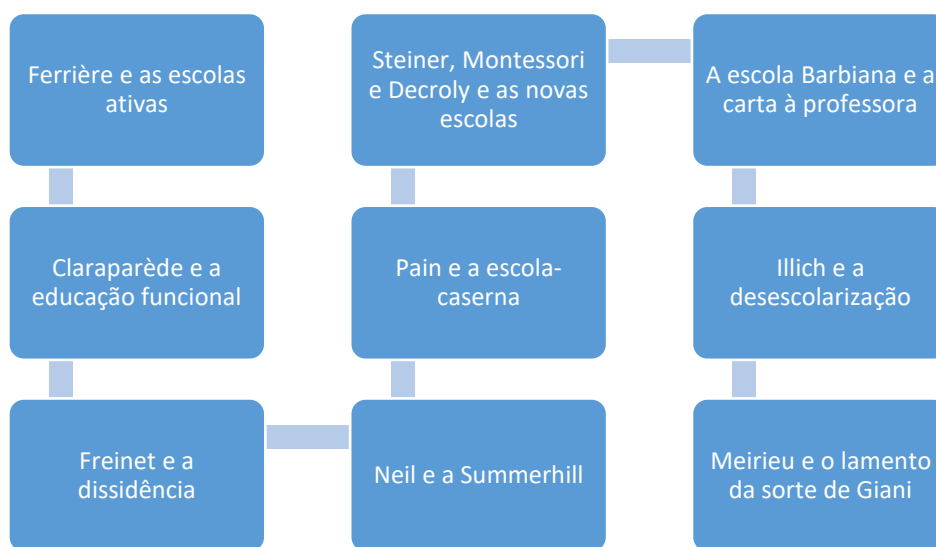 Ferrière e as escolas
ativas
Claraparède e a
educação funcional
Freinet e a
dissidência
Neil e a Summerhill
Pain e a escola-
caserna
Steiner, Montessori
e Decroly e as novas
escolas
A escola Barbiana e a
carta à professora
Illich e a
desescolarização
Meirieu e o lamento
da sorte de Giani